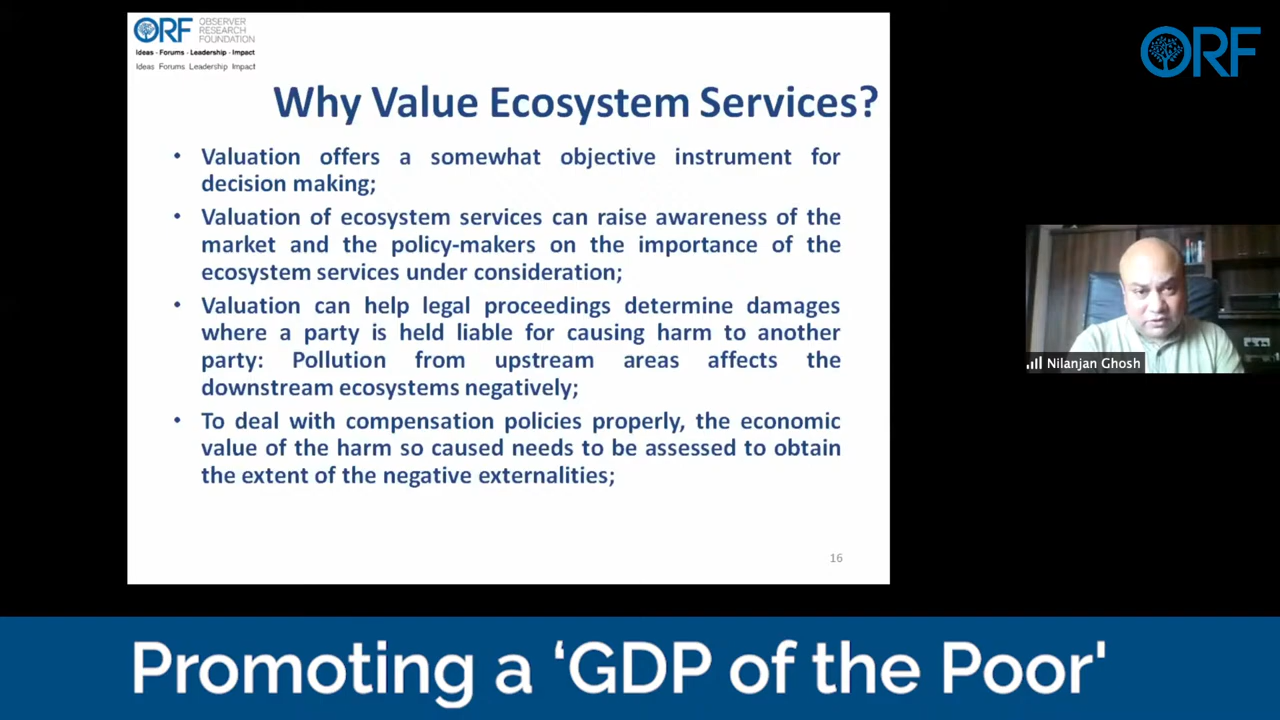 ORF
OBSERVER
RESEARCH
FOUNDATION
Ideas · Forums · Leadership · Impact
Ideas Forums Leadership Impact
ORF
Why Value Ecosystem Services?
• Valuation offers a somewhat objective instrument for
decision making;
• Valuation of ecosystem services can raise awareness of the
market and the policy-makers on the importance of the
ecosystem services under consideration;
• Valuation can help legal proceedings determine damages
where a party is held liable for causing harm to another
party: Pollution from upstream areas affects the
downstream ecosystems negatively;
• To deal with compensation policies properly, the economic
value of the harm so caused needs to be assessed to obtain
the extent of the negative externalities;
16
Nilanjan Ghosh
Promoting a ‘GDP of the Poor'